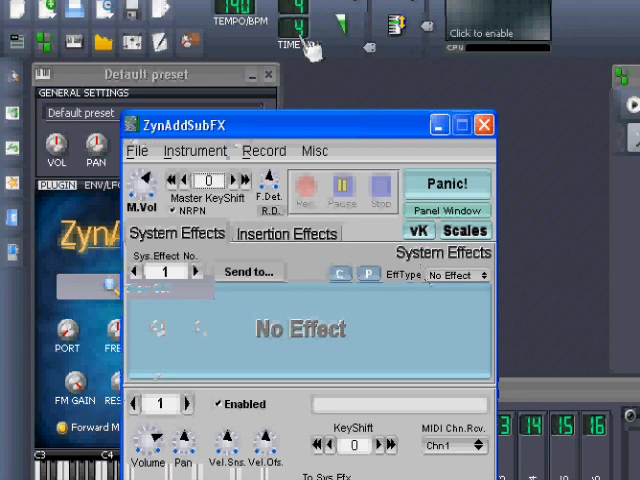 140
4
TEMPO/BPM
4
TIME
Click to enable
CPU
Default preset
GENERAL SETTINGS
Default preset
VOL
PAN
PLUGIN
PORT
FM GAIN
Forward M
C3
C4
ZynAddSubFX
File
Instrument
Record
Misc
0
Master KeyShift
F.Det.
M.Vol
NRPN
R.D.
Rec
Pause
Stop
Panic!
Panel Window
vK
Scales
System Effects
Insertion Effects
System Effects
Sys.Effect No.
1
Send to...
C
P
EffType
No Effect
No Effect
1
Enabled
KeyShift
MIDI Chn.Rcv.
0
Chn1
Volume
Pan
Vel.Sns.
Vel.Ofs.
To Sys.Efx
14
15
16